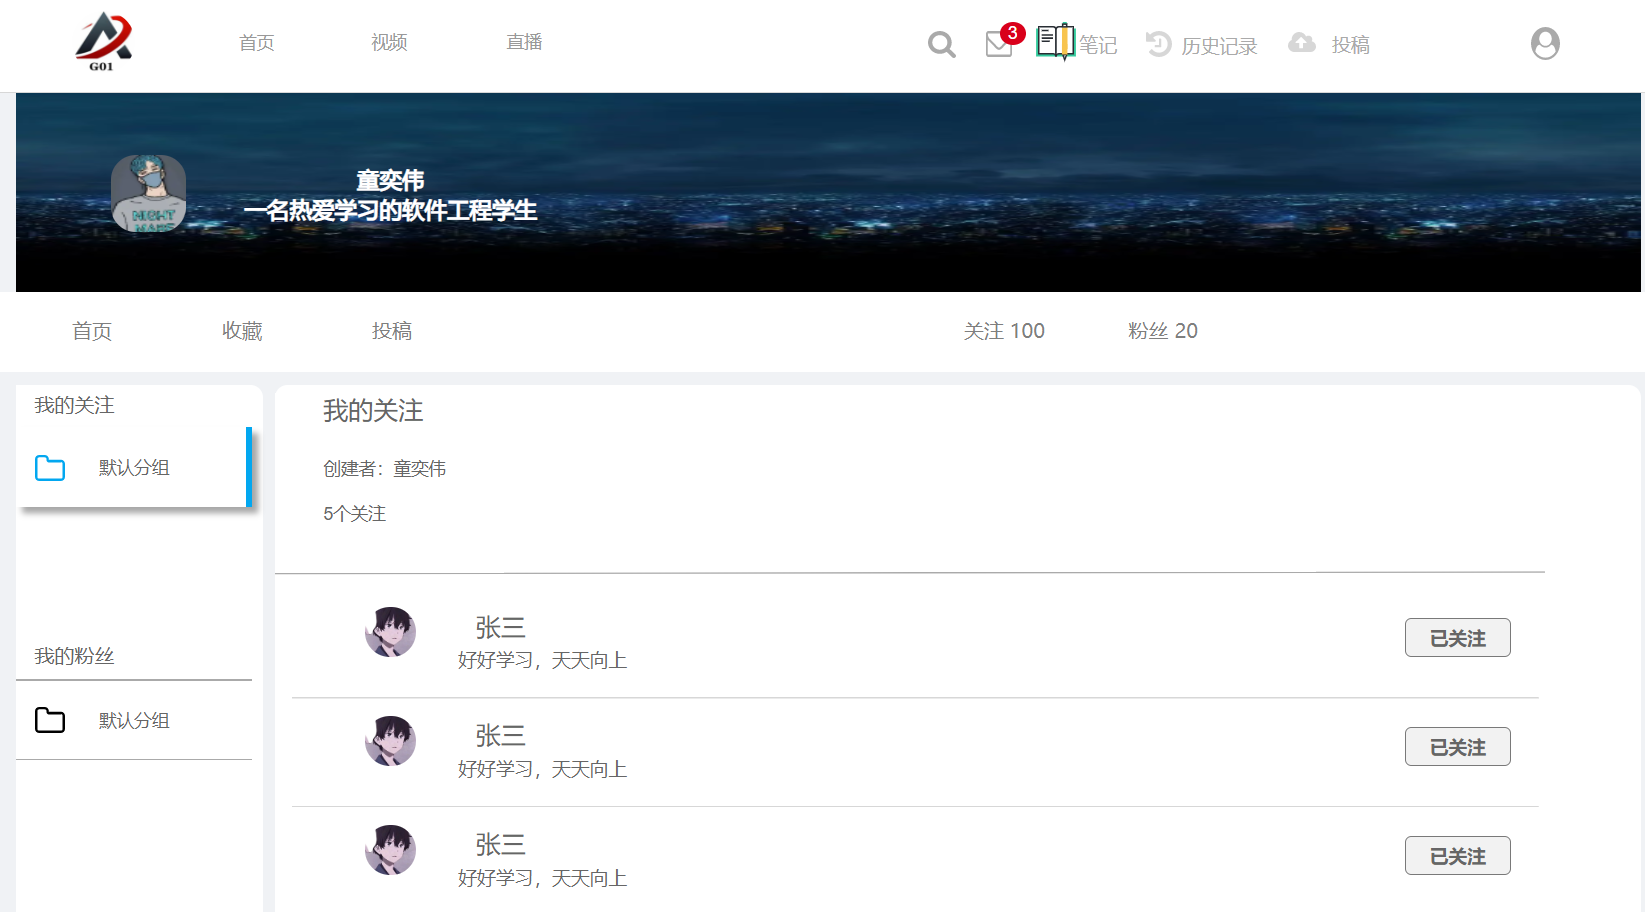 G01
首页
视频
直播
3
笔记
历史记录
投稿
童奕伟
一名热爱学习的软件工程学生
NIGHT
MARE
首页
收藏
投稿
关注 100
粉丝 20
我的关注
默认分组
我的粉丝
默认分组
我的关注
创建者：童奕伟
5个关注
张三
好好学习，天天向上
已关注
张三
好好学习，天天向上
已关注
张三
好好学习，天天向上
已关注